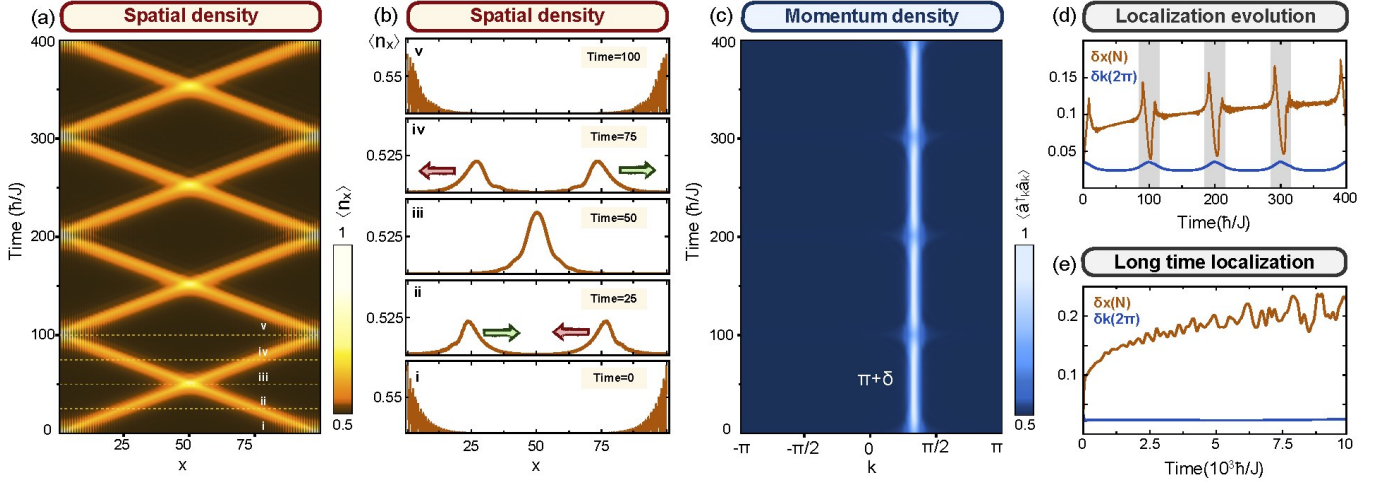 (a) Spatial density
400
300
200
100
0
Time (ħ/J)
v
iv
iii
ii
i
25 50 75
x
⟨nₓ⟩
1
0.5
(b) Spatial density
⟨nₓ⟩
v Time=100
0.55
iv Time=75
0.525
iii Time=50
0.525
ii Time=25
0.525
i Time=0
0.55
25 50 75
x
(c) Momentum density
400
300
200
100
0
Time (ħ/J)
π+δ
-π -π/2 0 π/2 π
k
⟨â†ₖâₖ⟩
1
0.5
(d) Localization evolution
δx(N)
δk(2π)
0.15
0.1
0.05
0 100 200 300 400
Time(ħ/J)
(e) Long time localization
δx(N)
δk(2π)
0.2
0.1
0 2.5 5 7.5 10
Time(10³ħ/J)